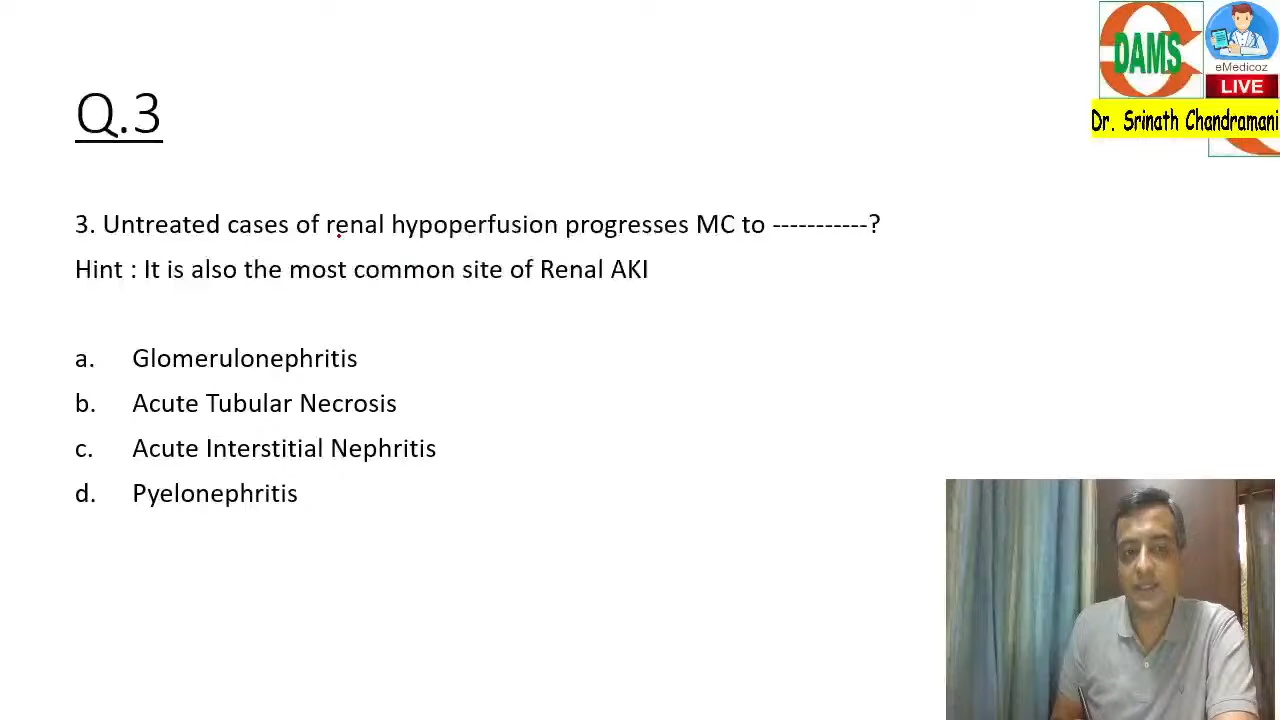 DAMS
eMedicoz
LIVE
Dr. Srinath Chandramani
Q.3
3. Untreated cases of renal hypoperfusion progresses MC to -----------?
Hint : It is also the most common site of Renal AKI
a. Glomerulonephritis
b. Acute Tubular Necrosis
c. Acute Interstitial Nephritis
d. Pyelonephritis